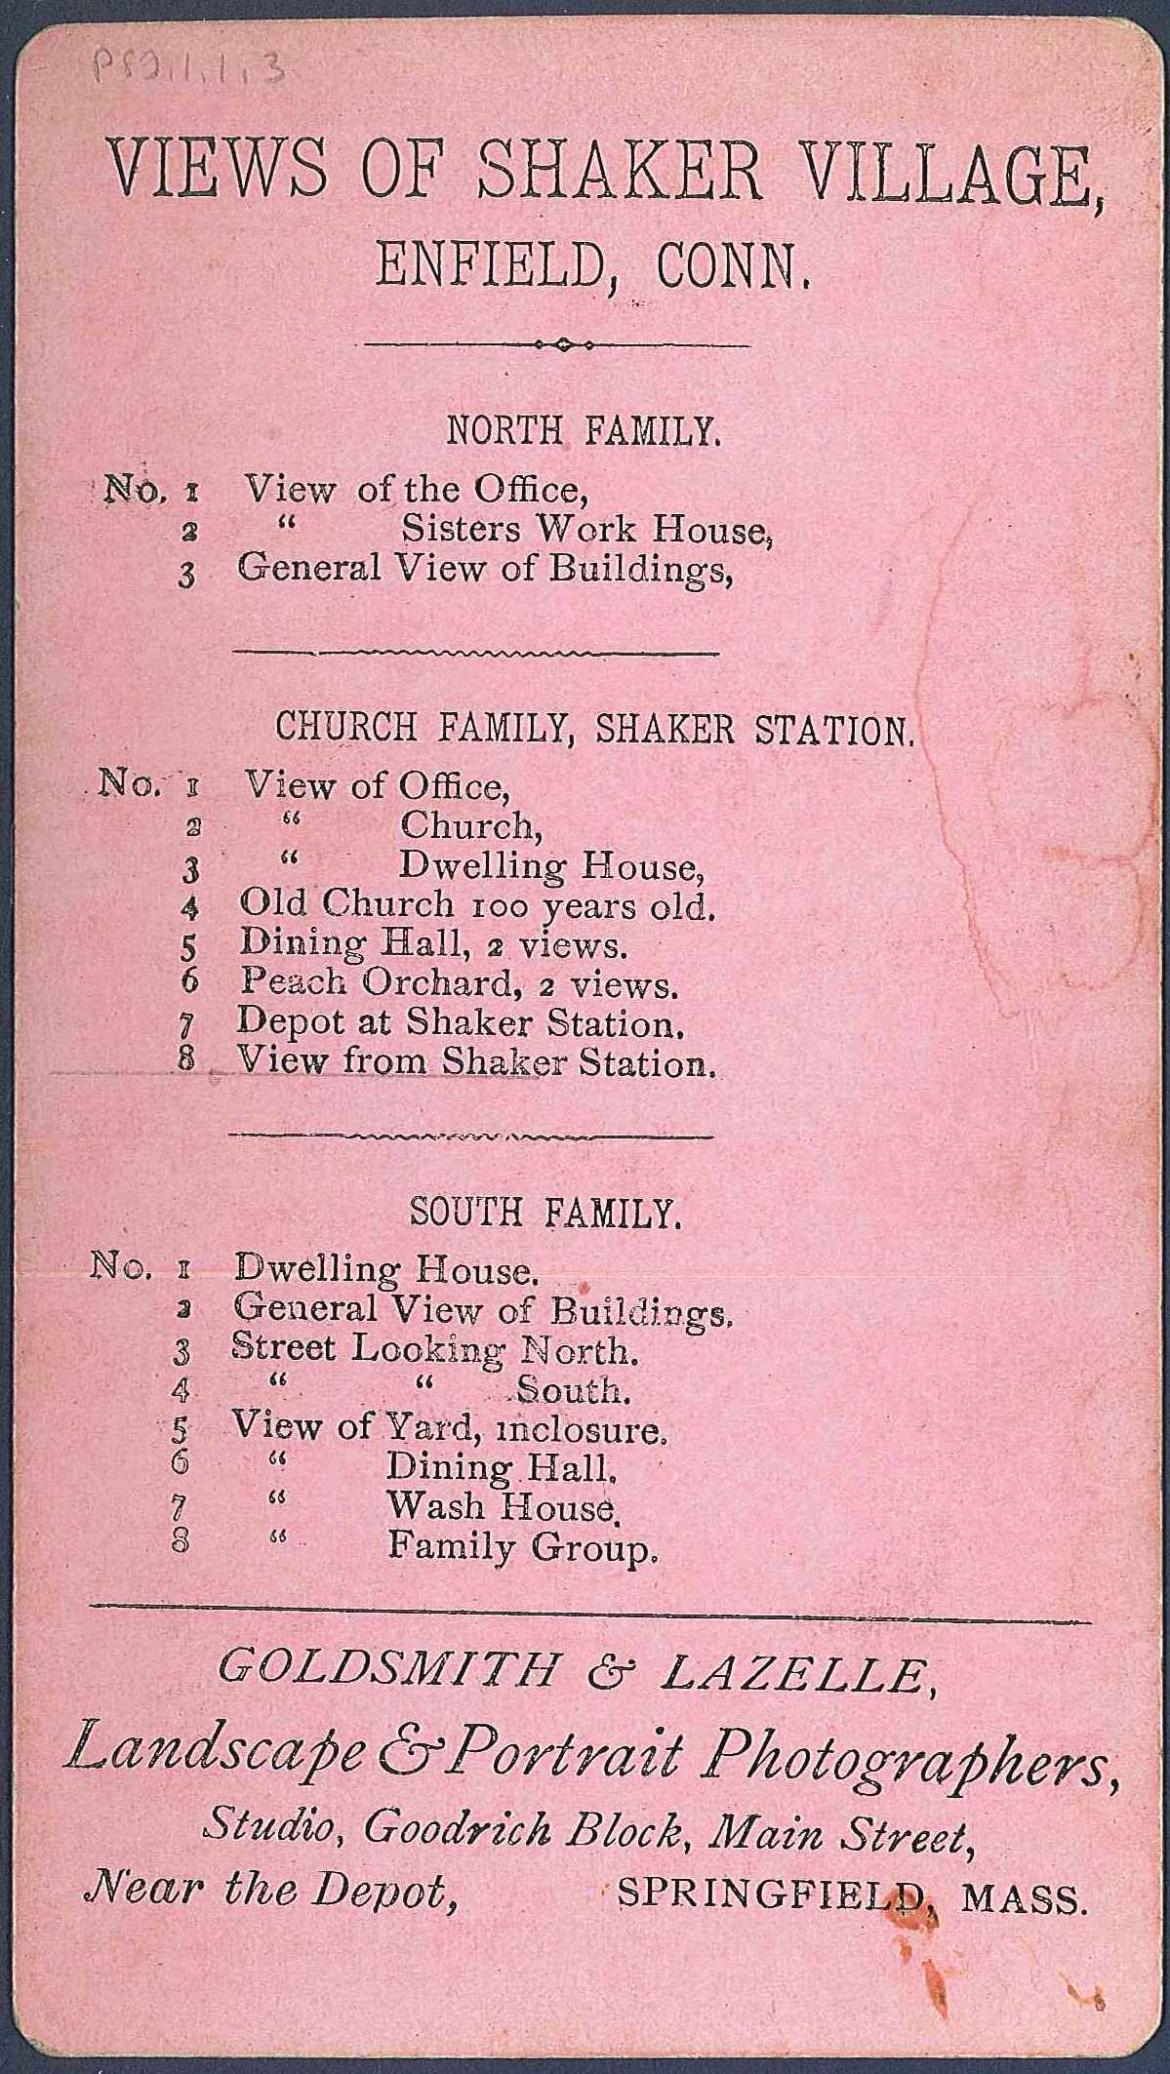 P82.1.1.3
VIEWS OF SHAKER VILLAGE,
ENFIELD, CONN.
NORTH FAMILY.
No. 1 View of the Office,
2 “ Sisters Work House,
3 General View of Buildings,
CHURCH FAMILY, SHAKER STATION.
No. 1 View of Office,
2 “ Church,
3 “ Dwelling House,
4 Old Church 100 years old.
5 Dining Hall, 2 views.
6 Peach Orchard, 2 views.
7 Depot at Shaker Station.
8 View from Shaker Station.
SOUTH FAMILY.
No. 1 Dwelling House.
2 General View of Buildings.
3 Street Looking North.
4 “ “ South.
5 View of Yard, inclosure.
6 “ Dining Hall.
7 “ Wash House.
8 “ Family Group.
GOLDSMITH & LAZELLE,
Landscape & Portrait Photographers,
Studio, Goodrich Block, Main Street,
Near the Depot, SPRINGFIELD, MASS.